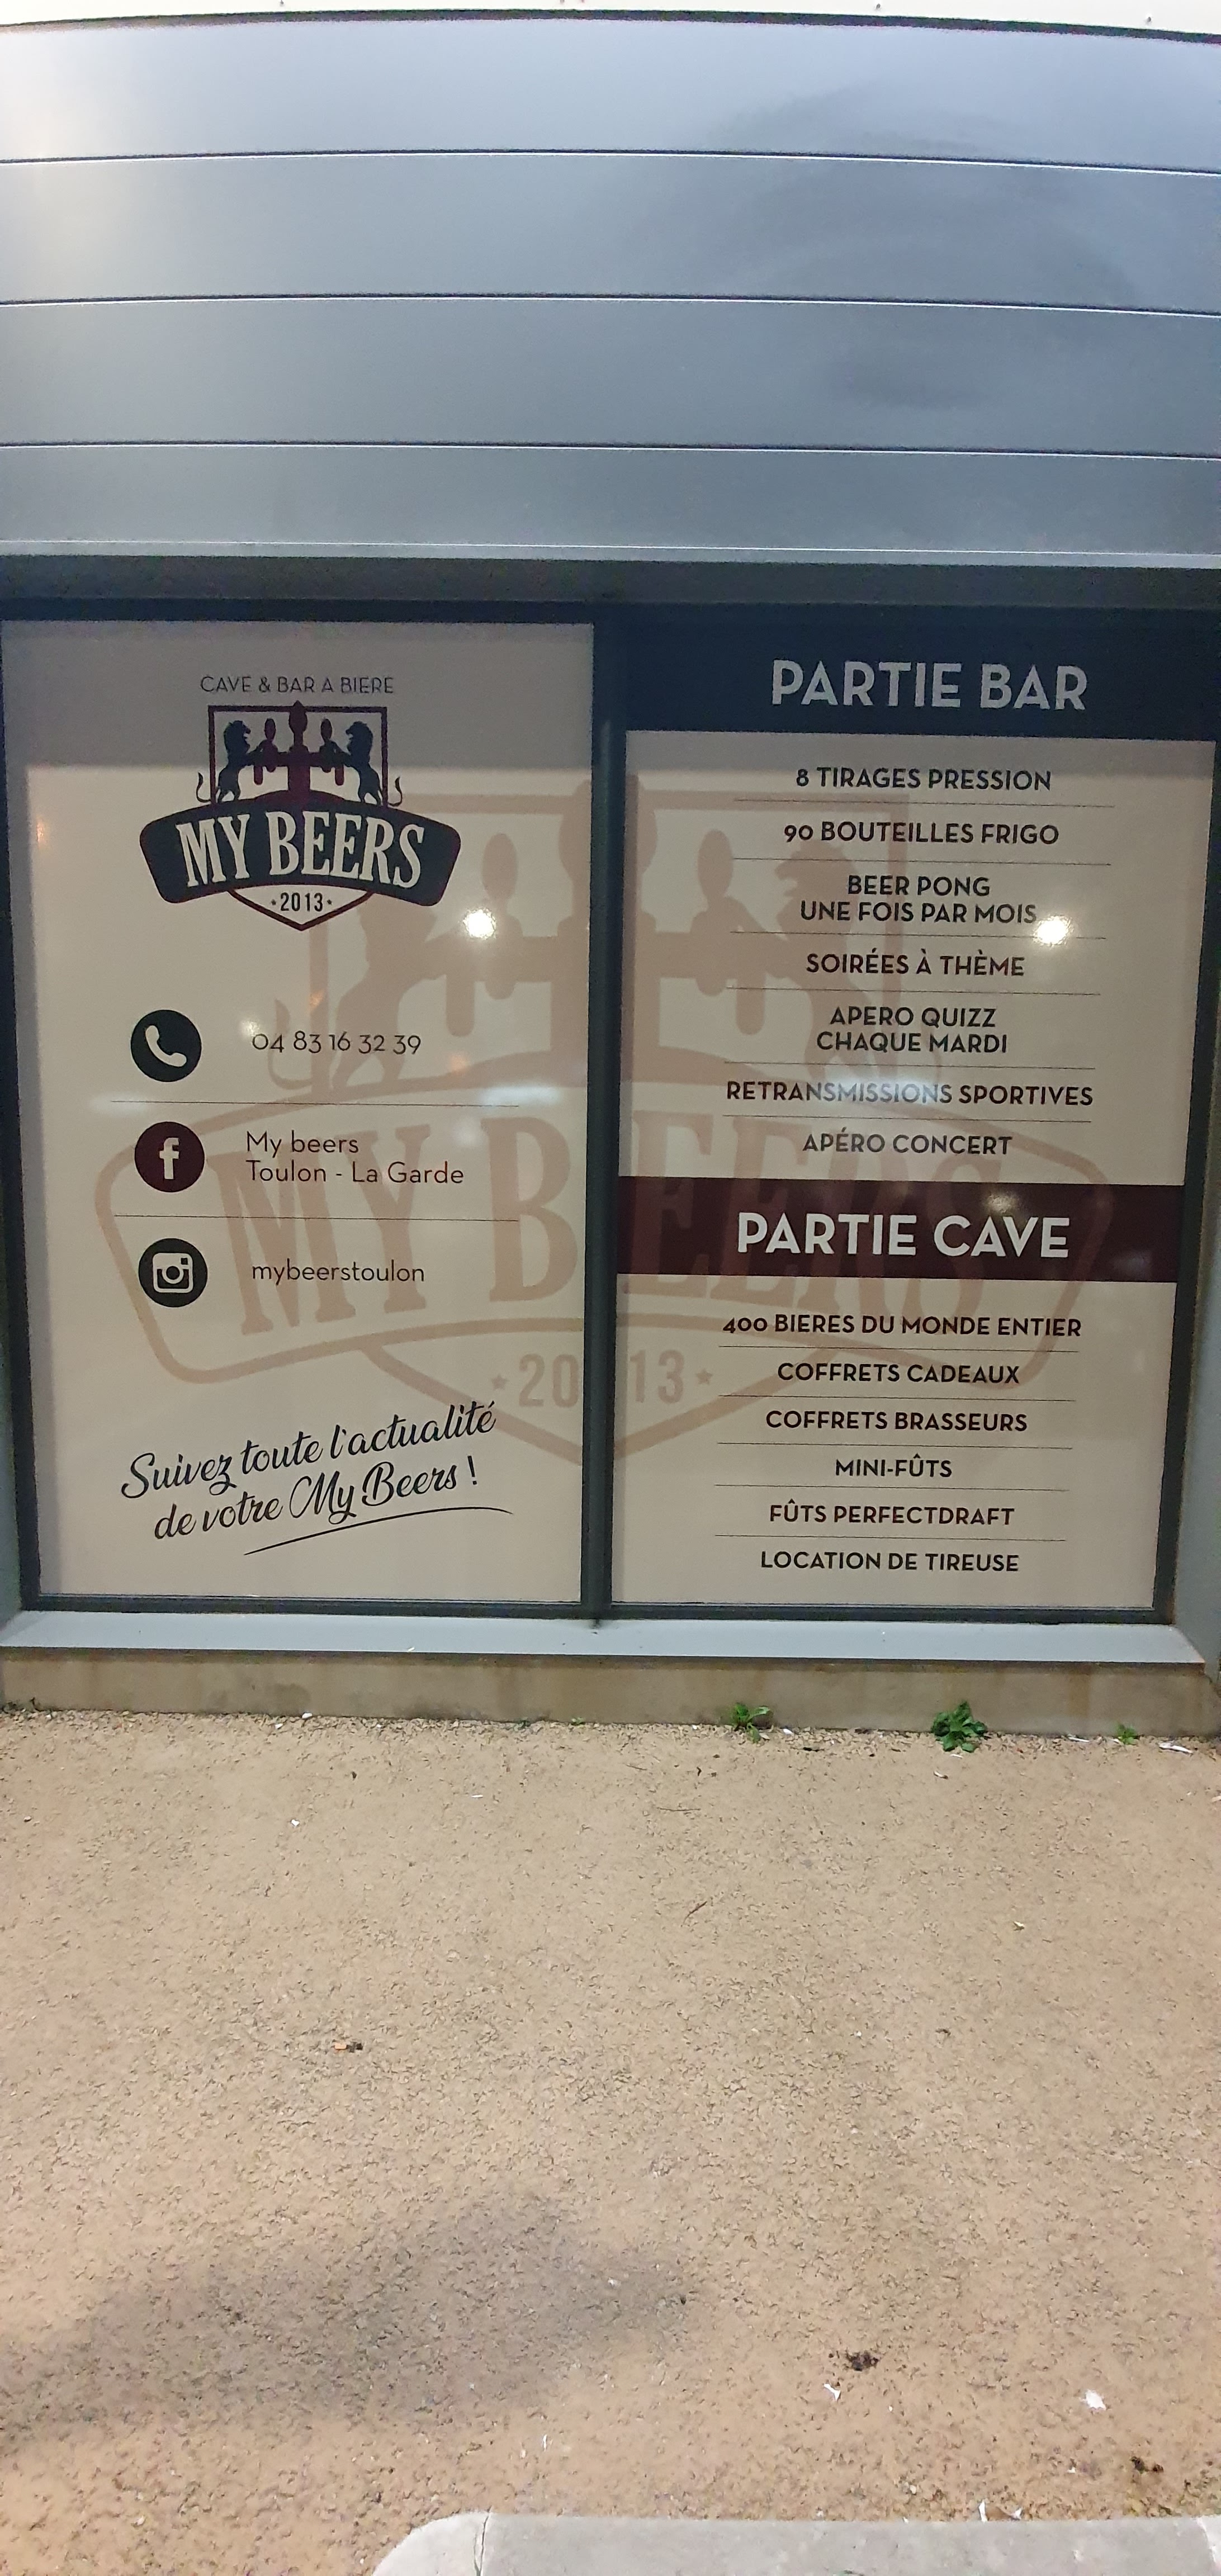 CAVE & BAR A BIERE
MY BEERS
2013
04 83 16 32 39
My beers
Toulon - La Garde
mybeerstoulon
Suivez toute l'actualité
de votre My Beers !
PARTIE BAR
8 TIRAGES PRESSION
90 BOUTEILLES FRIGO
BEER PONG
UNE FOIS PAR MOIS
SOIRÉES À THÈME
APERO QUIZZ
CHAQUE MARDI
RETRANSMISSIONS SPORTIVES
APÉRO CONCERT
PARTIE CAVE
400 BIERES DU MONDE ENTIER
COFFRETS CADEAUX
COFFRETS BRASSEURS
MINI-FÛTS
FÛTS PERFECTDRAFT
LOCATION DE TIREUSE
MY BEERS
2013